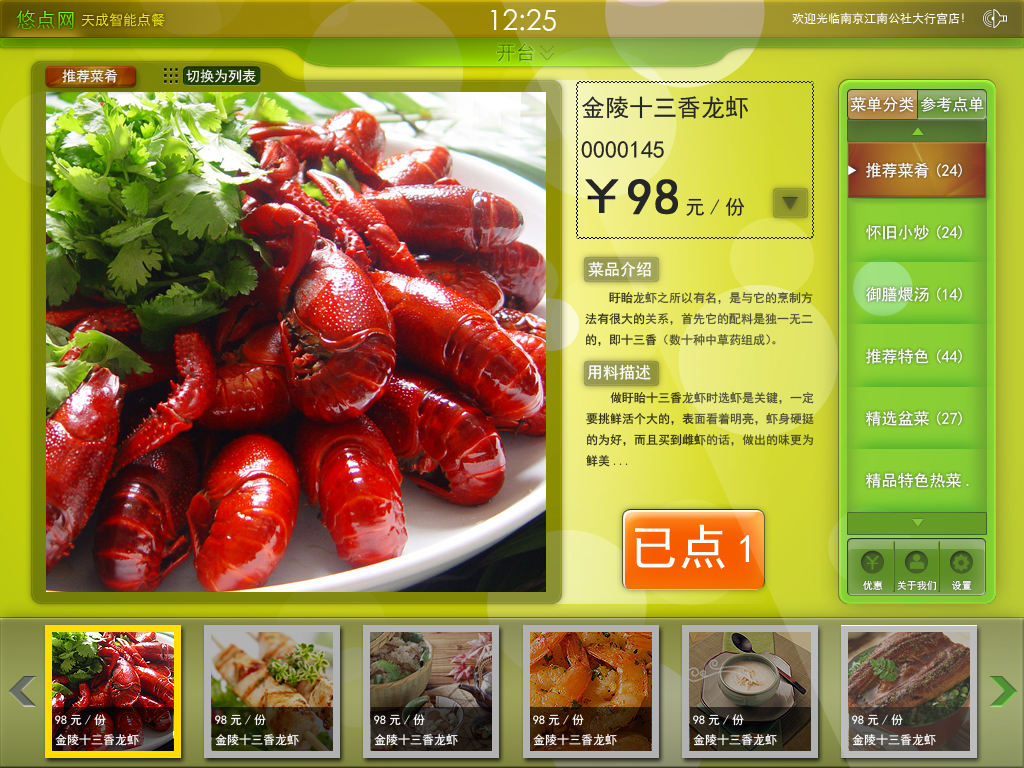 悠点网 天成智能点餐
12:25
欢迎光临南京江南公社大行宫店!
开台
推荐菜肴
切换为列表
金陵十三香龙虾
0000145
¥98 元 / 份
菜品介绍
盱眙龙虾之所以有名，是与它的烹制方
法有很大的关系，首先它的配料是独一无二
的，即十三香（数十种中草药组成）。
用料描述
做盱眙十三香龙虾时选虾是关键，一定
要挑鲜活个大的，表面看着明亮，虾身硬挺
的为好，而且买到雌虾的话，做出的味更为
鲜美 . . .
已点 1
菜单分类 参考点单
推荐菜肴 (24)
怀旧小炒 (24)
御膳煨汤 (14)
推荐特色 (44)
精选盆菜 (27)
精品特色热菜 .
优惠 关于我们 设置
98 元 / 份
金陵十三香龙虾
98 元 / 份
金陵十三香龙虾
98 元 / 份
金陵十三香龙虾
98 元 / 份
金陵十三香龙虾
98 元 / 份
金陵十三香龙虾
98 元 / 份
金陵十三香龙虾